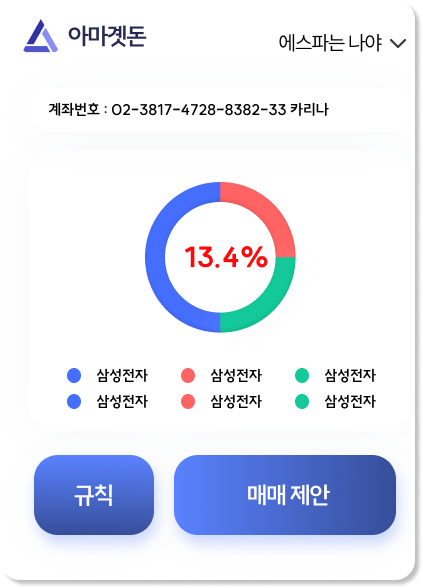 아마곗돈
에스파는 나야
계좌번호 : 02-3817-4728-8382-33 카리나
13.4%
삼성전자 삼성전자 삼성전자
삼성전자 삼성전자 삼성전자
규칙 매매 제안